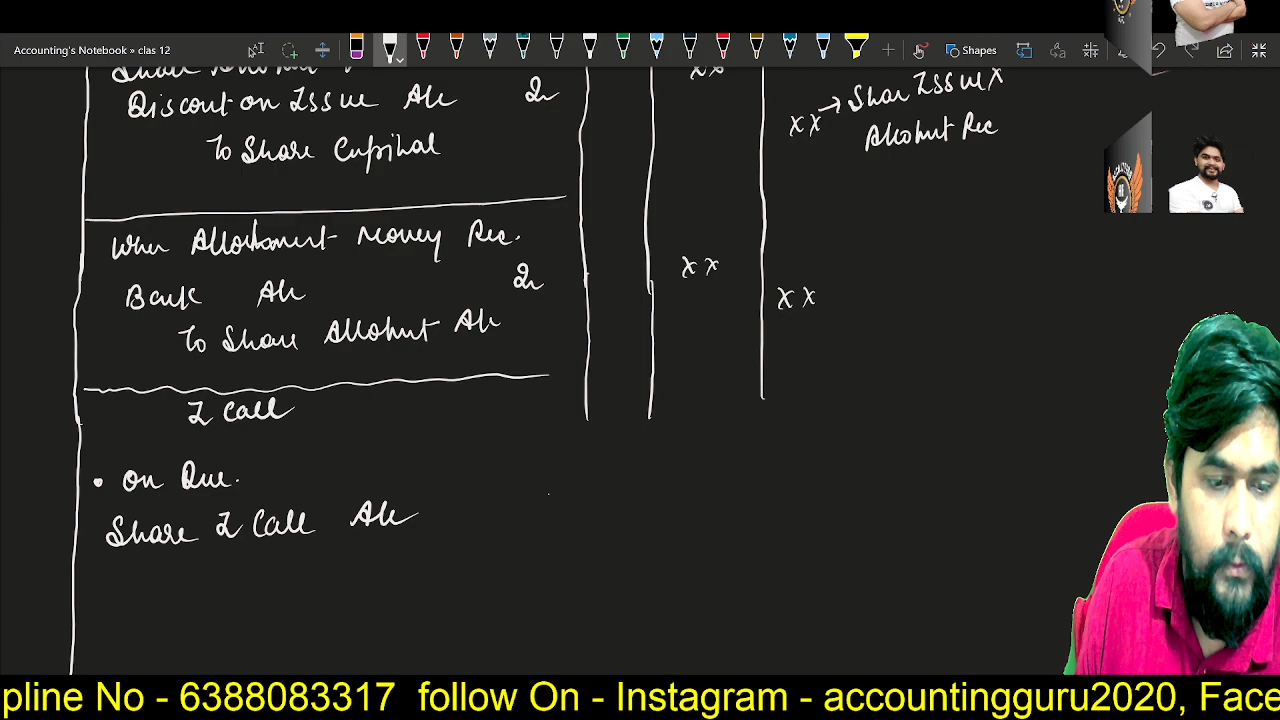 Accounting's Notebook » clas 12
Shapes
Share Allotment
xx
Discount on Issue A/c Dr
To Share Capital
xx → Share Issue x
Allotment Rec
When Allotment Money Rec.
Bank A/c Dr
xx
To Share Allotment A/c
xx
I Call
• on Due.
Share I Call A/c
pline No - 6388083317 follow On - Instagram - accountingguru2020, Face